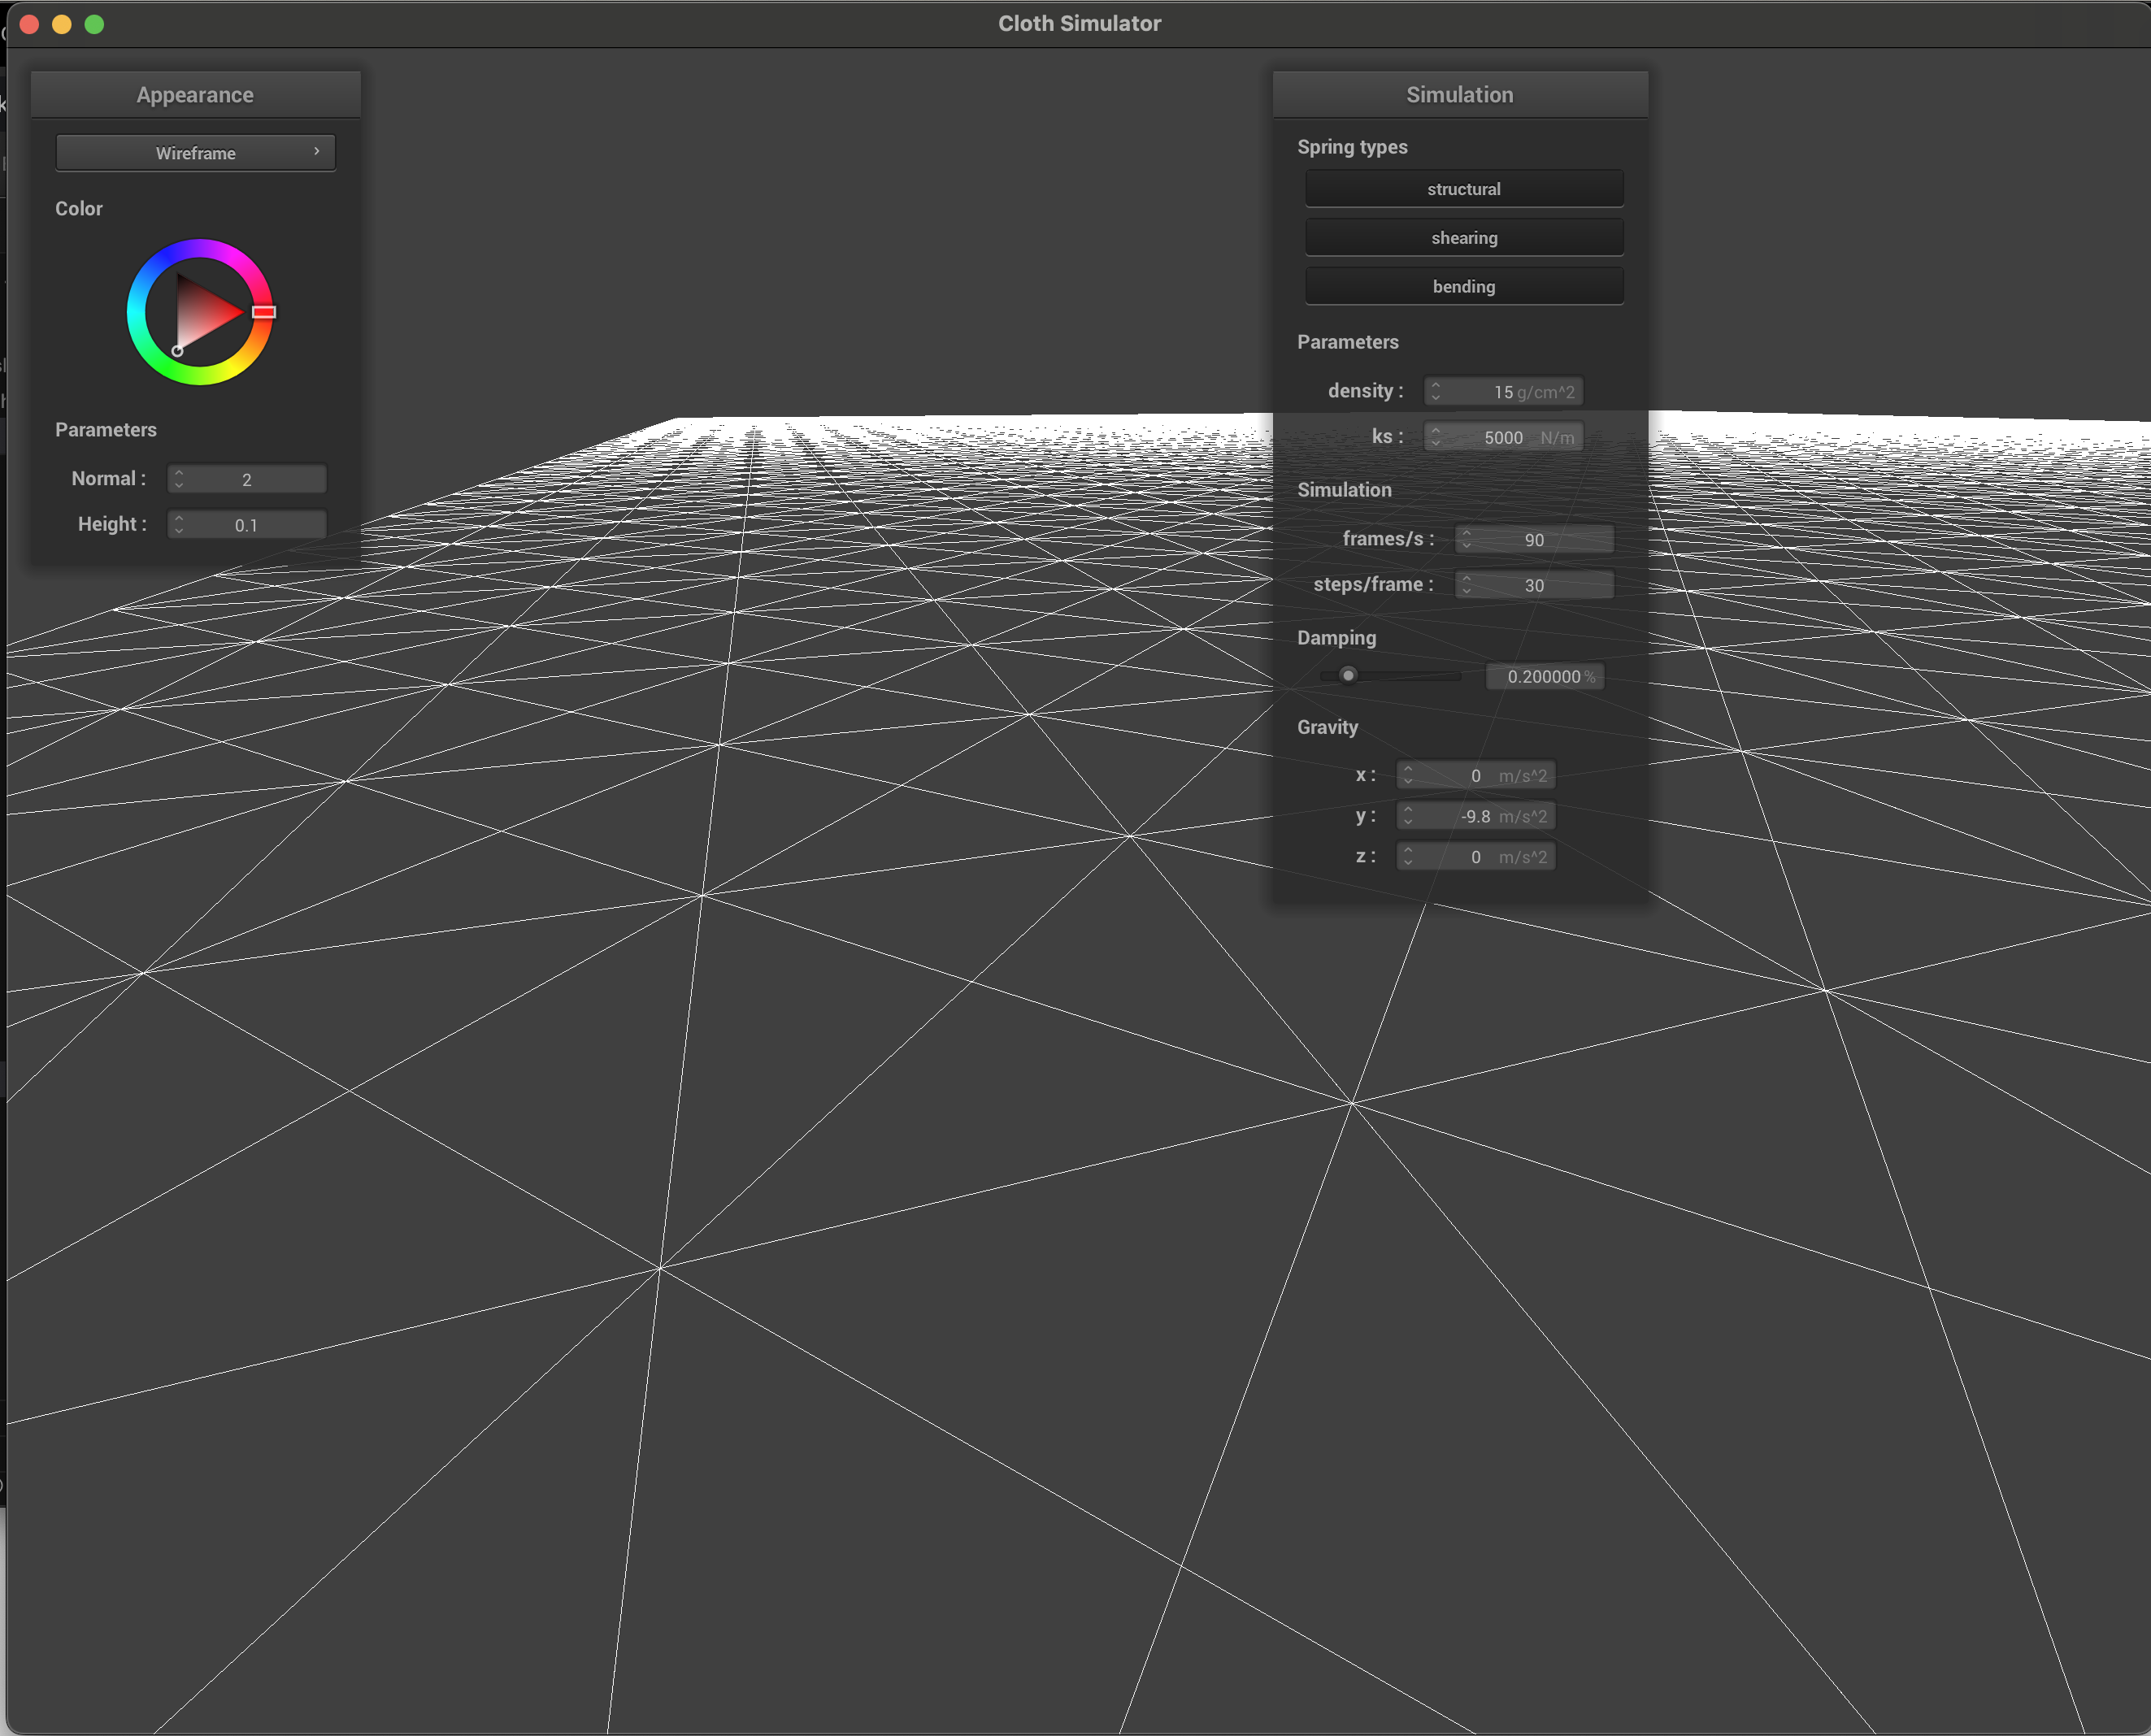 Cloth Simulator
Appearance
Wireframe
Color
Parameters
Normal : 2
Height : 0.1
Simulation
Spring types
structural
shearing
bending
Parameters
density : 15 g/cm^2
ks : 5000 N/m
Simulation
frames/s : 90
steps/frame : 30
Damping
0.200000 %
Gravity
x : 0 m/s^2
y : -9.8 m/s^2
z : 0 m/s^2